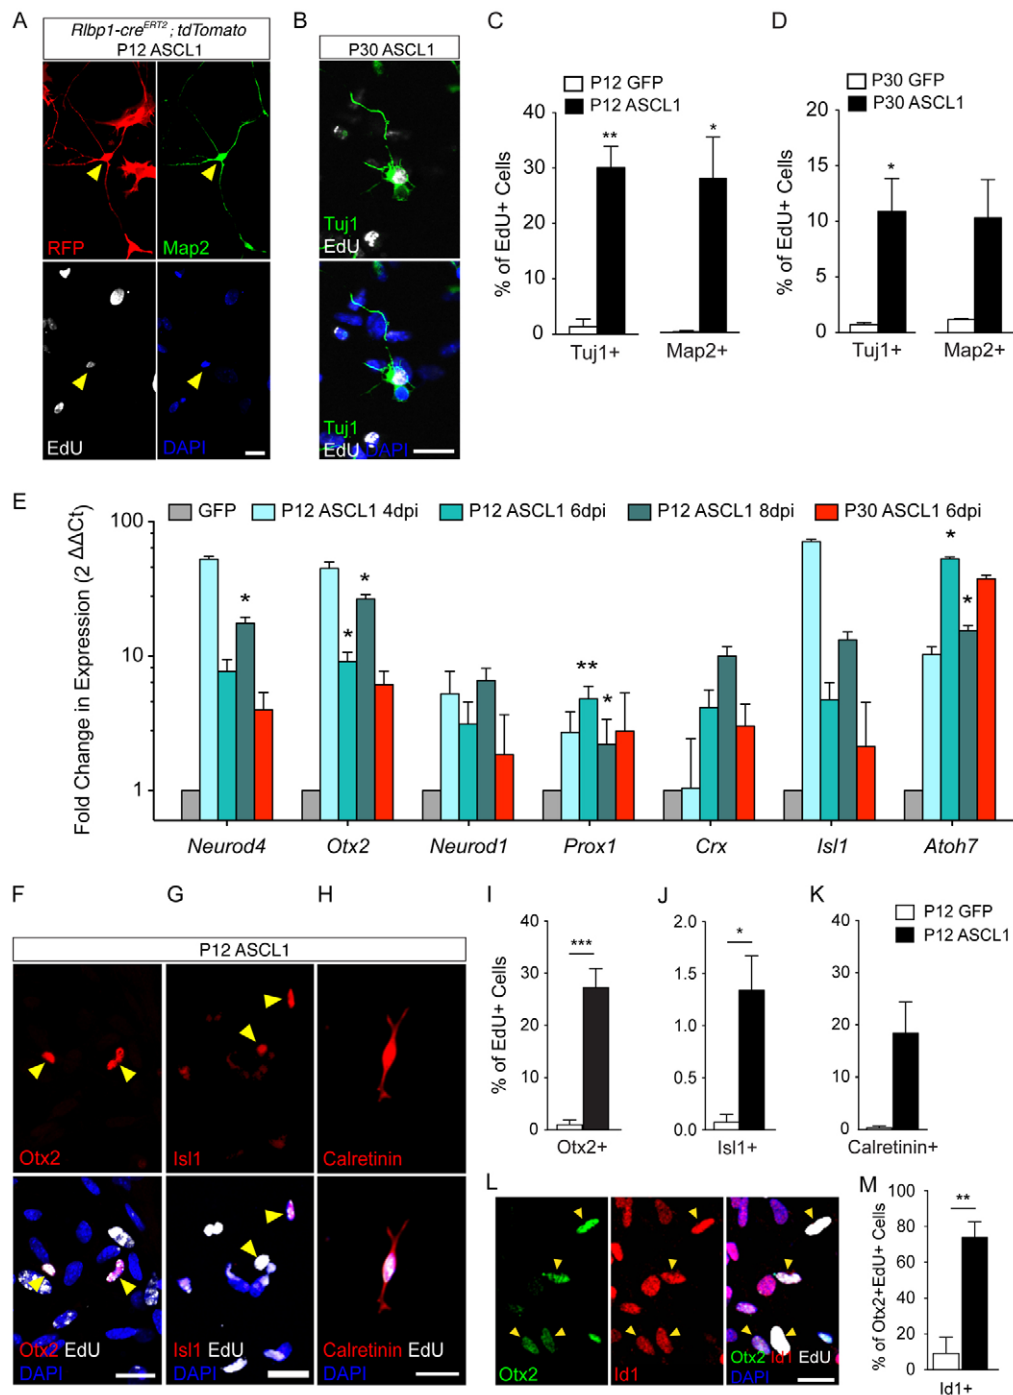 A
Rlbp1-creERT2; tdTomato
P12 ASCL1
RFP
Map2
EdU
DAPI
B
P30 ASCL1
Tuj1
EdU
Tuj1
EdU DAPI
C
P12 GFP
P12 ASCL1
% of EdU+ Cells
40
30
20
10
0
**
*
Tuj1+
Map2+
D
P30 GFP
P30 ASCL1
% of EdU+ Cells
20
15
10
5
0
*
Tuj1+
Map2+
E
GFP
P12 ASCL1 4dpi
P12 ASCL1 6dpi
P12 ASCL1 8dpi
P30 ASCL1 6dpi
Fold Change in Expression (2 ΔΔCt)
100
10
1
*
*
*
**
*
*
*
Neurod4
Otx2
Neurod1
Prox1
Crx
Isl1
Atoh7
F
G
H
P12 ASCL1
Otx2
Isl1
Calretinin
Otx2 EdU
DAPI
Isl1 EdU
DAPI
Calretinin EdU
DAPI
I
% of EdU+ Cells
40
30
20
10
0
***
Otx2+
J
2.0
1.5
1.0
0.5
0.0
*
Isl1+
K
P12 GFP
P12 ASCL1
40
30
20
10
0
Calretinin+
L
Otx2
Id1
Otx2 Id1 EdU
M
% of Otx2+EdU+ Cells
100
80
60
40
20
0
**
Id1+